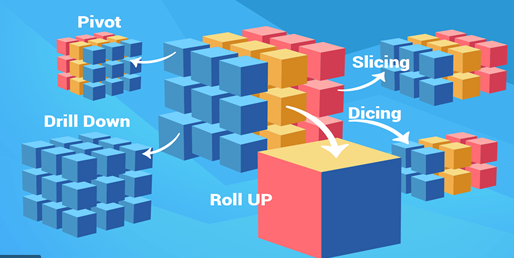 Pivot
Slicing
Drill Down
Dicing
Roll UP